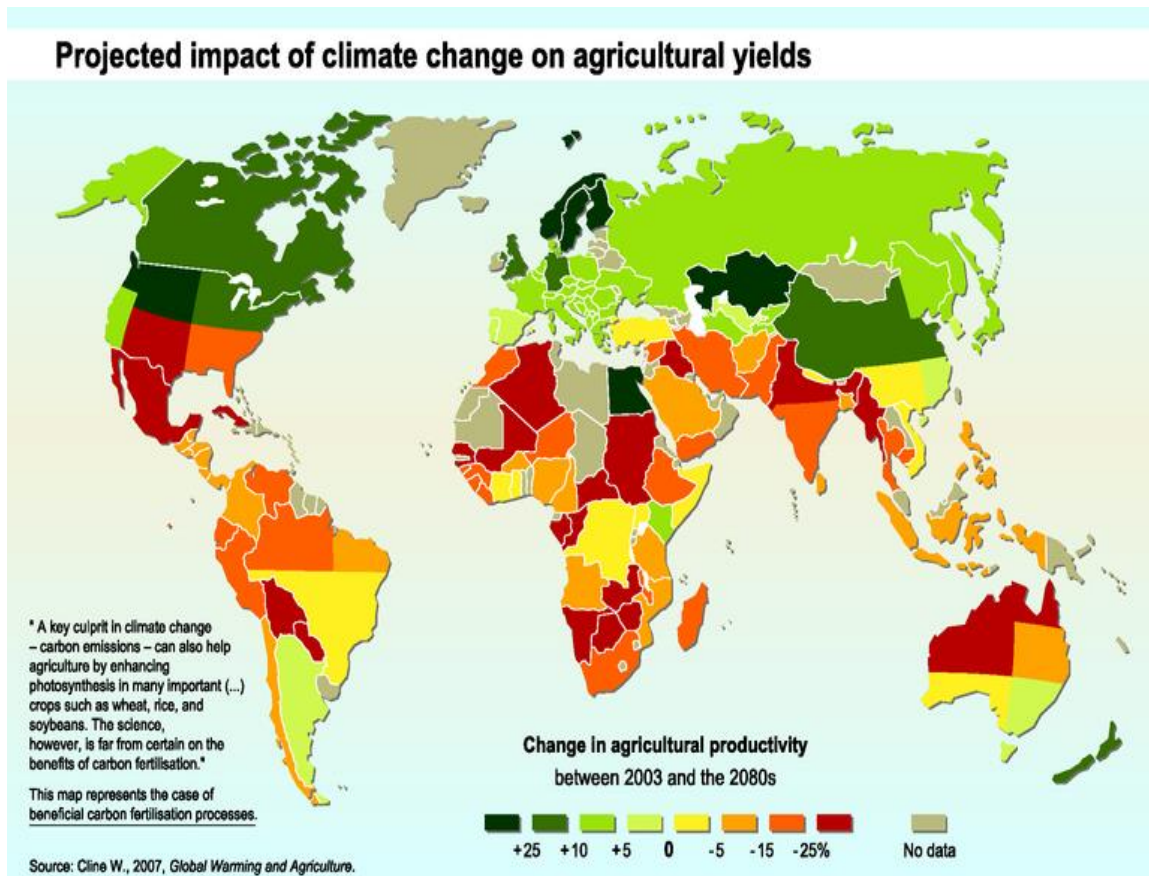 Projected impact of climate change on agricultural yields
" A key culprit in climate change
– carbon emissions – can also help
agriculture by enhancing
photosynthesis in many important (...)
crops such as wheat, rice, and
soybeans. The science,
however, is far from certain on the
benefits of carbon fertilisation."
This map represents the case of
beneficial carbon fertilisation processes.
Source: Cline W., 2007, Global Warming and Agriculture.
Change in agricultural productivity
between 2003 and the 2080s
+25 +10 +5 0 -5 -15 -25% No data